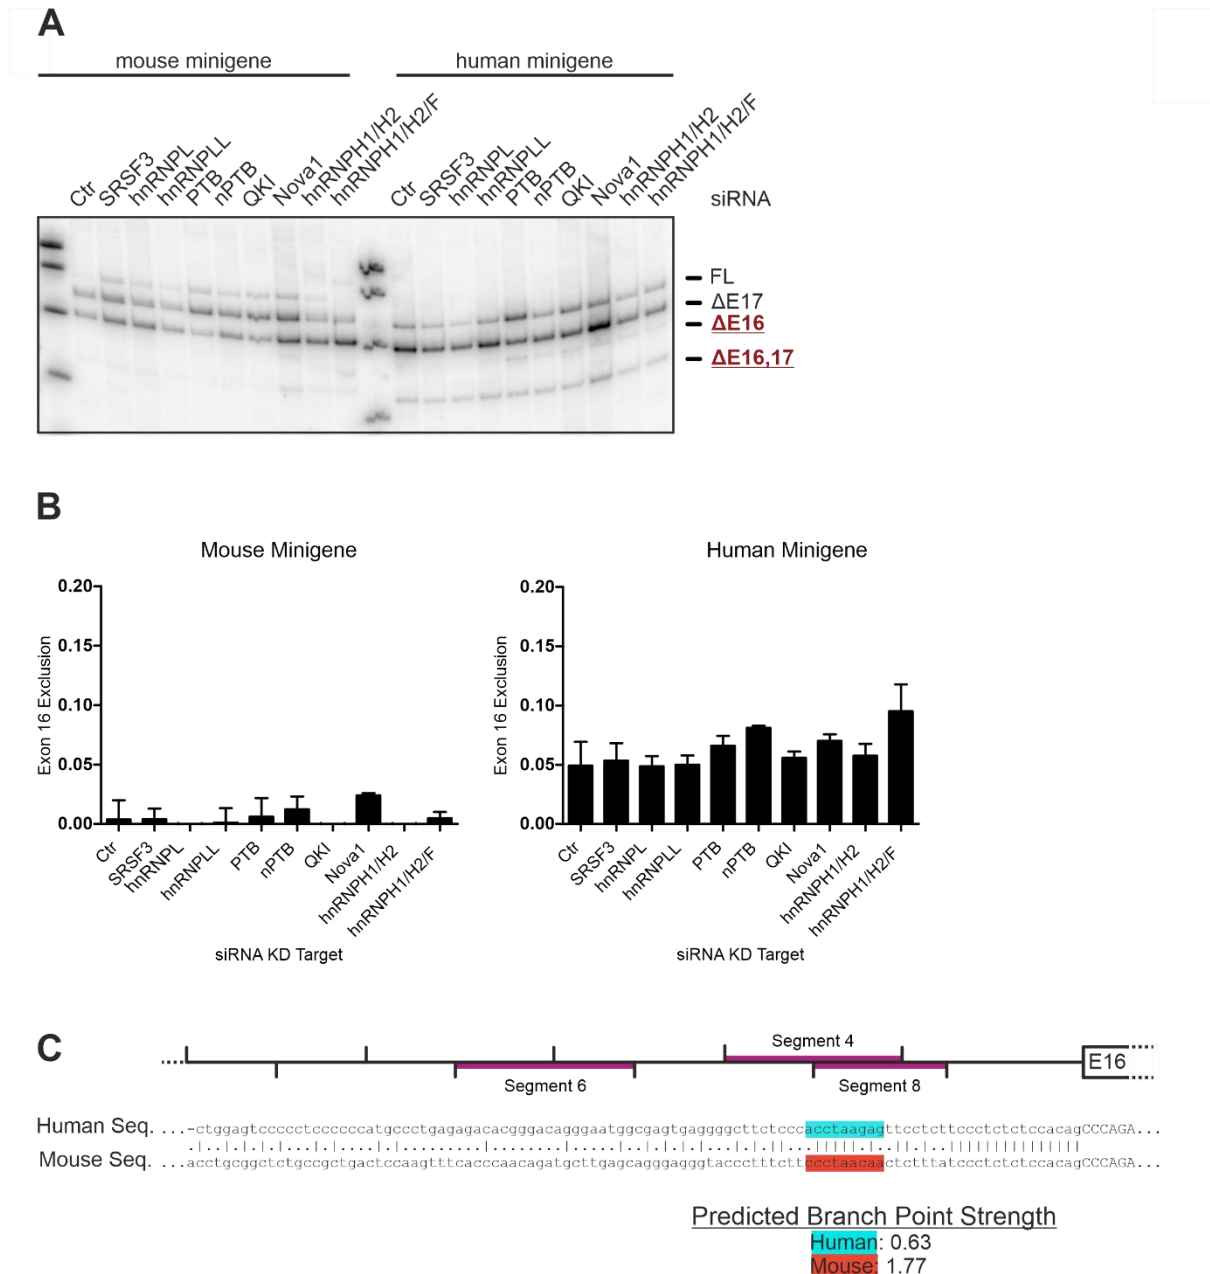 A
mouse minigene
human minigene
Ctr
SRSF3
hnRNPL
hnRNPLL
PTB
nPTB
QKI
Nova1
hnRNPH1/H2
hnRNPH1/H2/F
Ctr
SRSF3
hnRNPL
hnRNPLL
PTB
nPTB
QKI
Nova1
hnRNPH1/H2
hnRNPH1/H2/F
siRNA
FL
ΔE17
ΔE16
ΔE16,17
B
Mouse Minigene
Exon 16 Exclusion
0.20
0.15
0.10
0.05
0.00
Ctr
SRSF3
hnRNPL
hnRNPLL
PTB
nPTB
QKI
Nova1
hnRNPH1/H2
hnRNPH1/H2/F
siRNA KD Target
Human Minigene
Exon 16 Exclusion
0.20
0.15
0.10
0.05
0.00
Ctr
SRSF3
hnRNPL
hnRNPLL
PTB
nPTB
QKI
Nova1
hnRNPH1/H2
hnRNPH1/H2/F
siRNA KD Target
C
Segment 4
E16
Segment 6
Segment 8
Human Seq. ...-ctggagtcccccctcccccccatgccctgagagacacgggacagggaatggcgagtgaggggcttctcccacctaagagttcctcttccctctctccacagCCCAGA...
Mouse Seq. ...acctgcggctctgccgctgactccaagtttcacccaacagatgcttgagcagggagggtaccctttcttccctaacaactctttatccctctctccacagCCCAGA...
Predicted Branch Point Strength
Human: 0.63
Mouse: 1.77